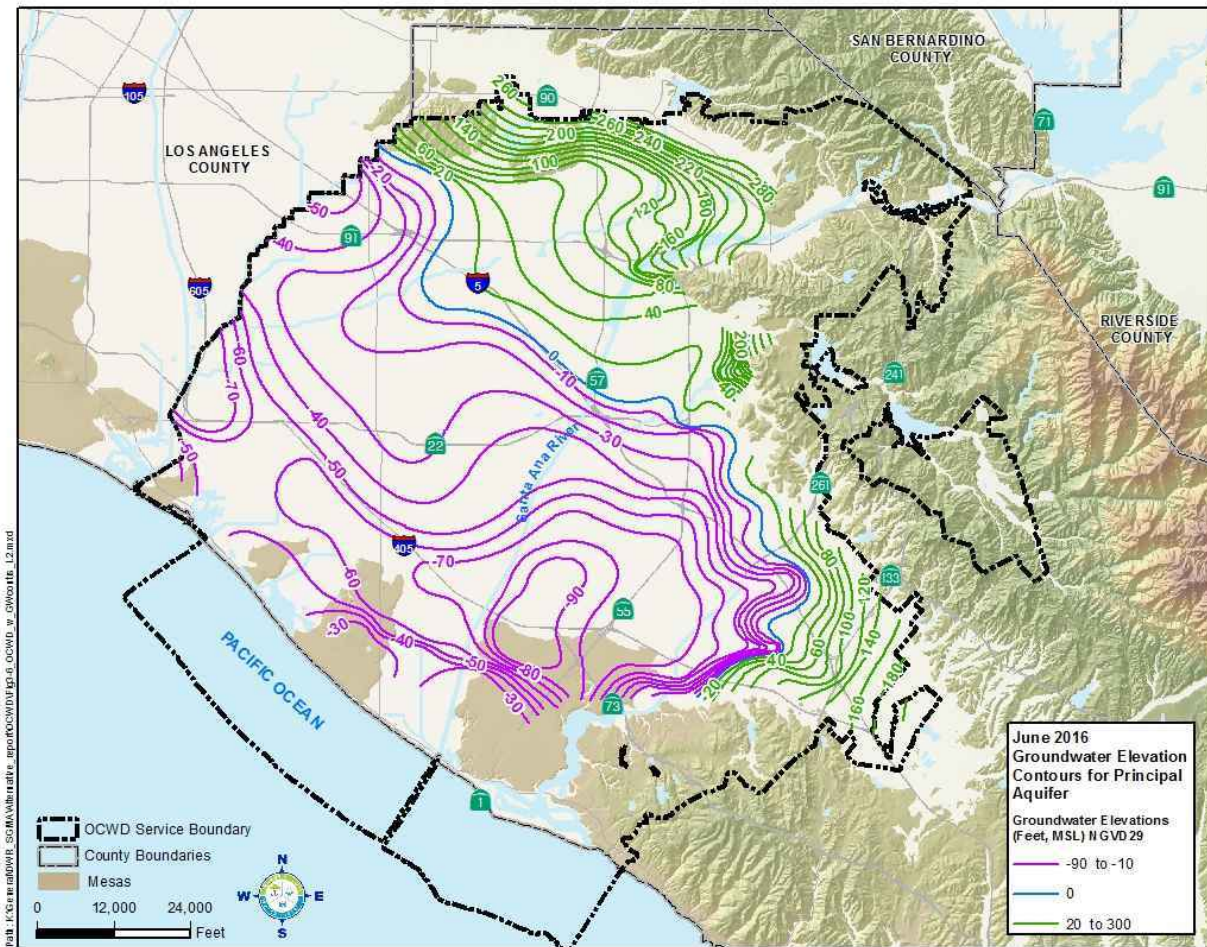 SAN BERNARDINO
COUNTY
105
90
71
LOS ANGELES
COUNTY
260
140
200
260
240
220
280
60
20
100
-20
180
91
-50
120
160
-40
91
605
5
80
40
RIVERSIDE
COUNTY
200
40
241
0
-10
57
-60
-70
-40
22
-30
-50
Santa Ana River
-50
261
405
-70
80
120
133
-60
-90
55
100
-30
60
140
-40
PACIFIC OCEAN
-50
-80
40
180
-30
-20
160
73
1
June 2016
Groundwater Elevation
Contours for Principal
Aquifer
Groundwater Elevations
(Feet, MSL) NGVD29
-90 to -10
0
20 to 300
OCWD Service Boundary
County Boundaries
Mesas
N
W
E
S
0 12,000 24,000
Feet